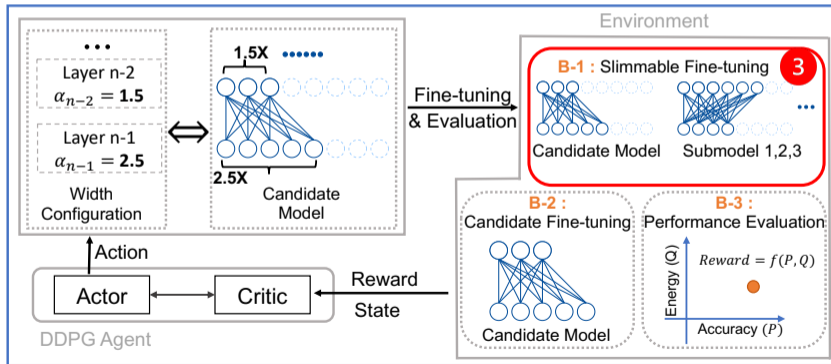 Environment
...
Layer n-2
αₙ₋₂ = 1.5
Layer n-1
αₙ₋₁ = 2.5
Width
Configuration
1.5X
......
2.5X
Candidate
Model
Fine-tuning
& Evaluation
B-1 : Slimmable Fine-tuning
3
...
Candidate Model
Submodel 1,2,3
B-2 :
Candidate Fine-tuning
Candidate Model
B-3 :
Performance Evaluation
Energy (Q)
Reward = f(P, Q)
Accuracy (P)
Action
Actor
Critic
DDPG Agent
Reward
State